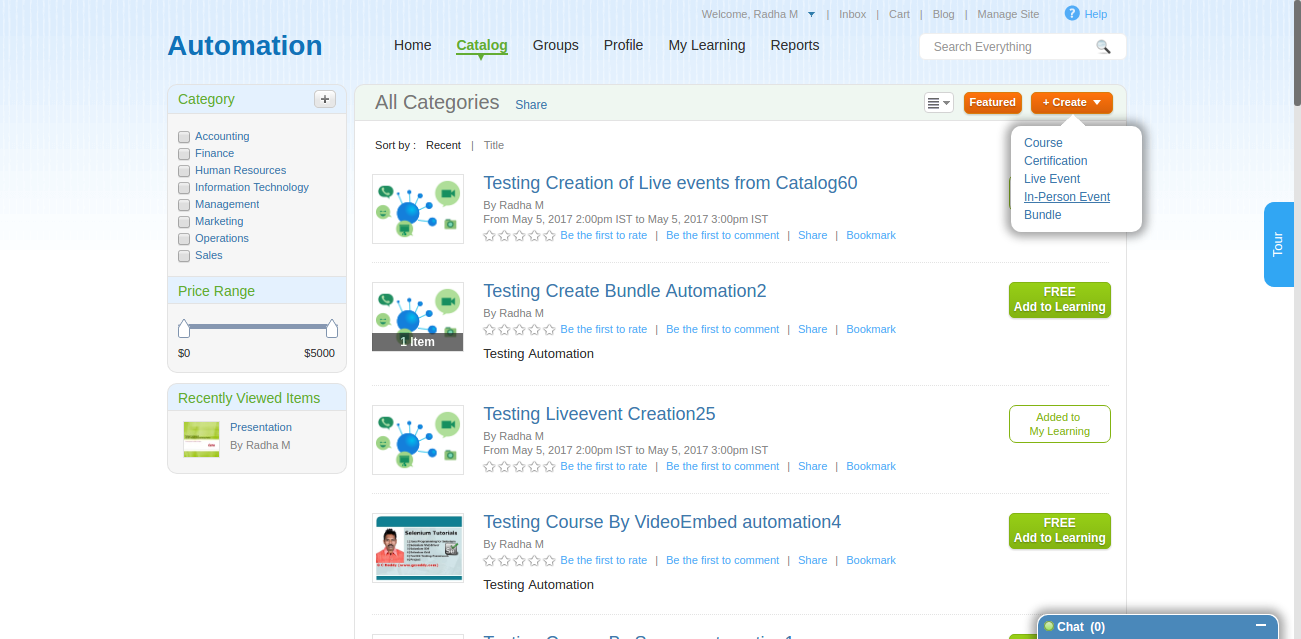 Welcome, Radha M | Inbox | Cart | Blog | Manage Site ? Help
Automation
Home Catalog Groups Profile My Learning Reports
Search Everything
Category +
Accounting
Finance
Human Resources
Information Technology
Management
Marketing
Operations
Sales
Price Range
$0 $5000
Recently Viewed Items
Presentation
By Radha M
All Categories Share
Featured
+ Create
Course
Certification
Live Event
In-Person Event
Bundle
Sort by : Recent | Title
Testing Creation of Live events from Catalog60
By Radha M
From May 5, 2017 2:00pm IST to May 5, 2017 3:00pm IST
Be the first to rate | Be the first to comment | Share | Bookmark
Testing Create Bundle Automation2
By Radha M
Be the first to rate | Be the first to comment | Share | Bookmark
Testing Automation
1 Item
FREE
Add to Learning
Testing Liveevent Creation25
By Radha M
From May 5, 2017 2:00pm IST to May 5, 2017 3:00pm IST
Be the first to rate | Be the first to comment | Share | Bookmark
Added to
My Learning
Selenium Tutorials
Testing Course By VideoEmbed automation4
By Radha M
Be the first to rate | Be the first to comment | Share | Bookmark
Testing Automation
FREE
Add to Learning
Tour
Chat (0)